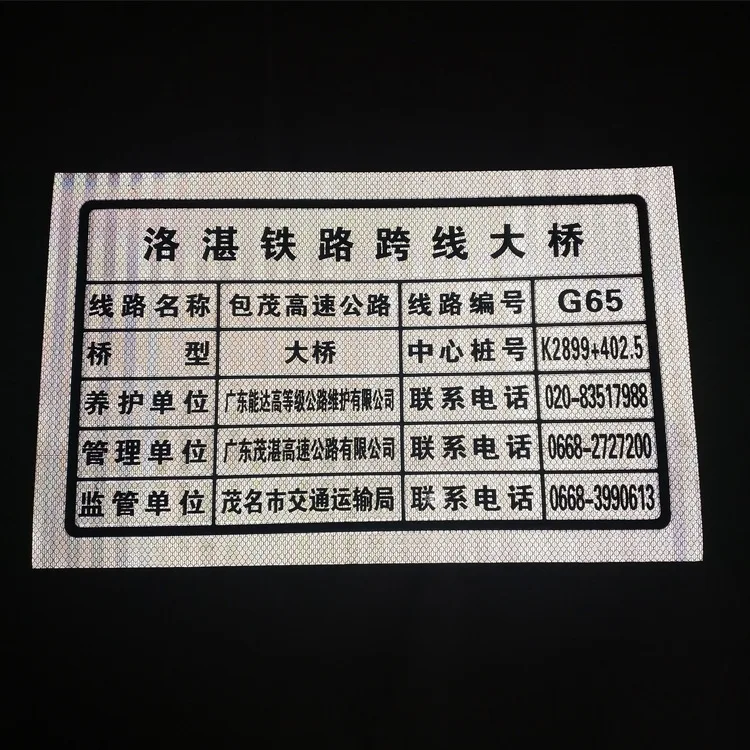 洛湛铁路跨线大桥
线路名称 包茂高速公路 线路编号 G65
桥型 大桥 中心桩号 K2899+402.5
养护单位 广东能达高等级公路维护有限公司 联系电话 020-83517988
管理单位 广东茂湛高速公路有限公司 联系电话 0668-2727200
监管单位 茂名市交通运输局 联系电话 0668-3990613